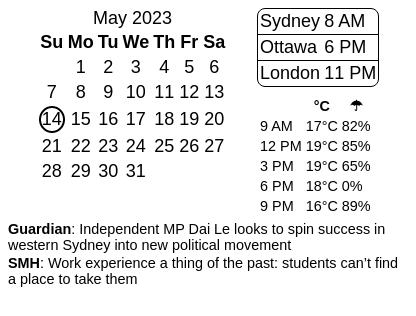 May 2023
Su Mo Tu We Th Fr Sa
1 2 3 4 5 6
7 8 9 10 11 12 13
14 15 16 17 18 19 20
21 22 23 24 25 26 27
28 29 30 31
Sydney 8 AM
Ottawa 6 PM
London 11 PM
°C ☂
9 AM 17°C 82%
12 PM 19°C 85%
3 PM 19°C 65%
6 PM 18°C 0%
9 PM 16°C 89%
Guardian: Independent MP Dai Le looks to spin success in
western Sydney into new political movement
SMH: Work experience a thing of the past: students can’t find
a place to take them